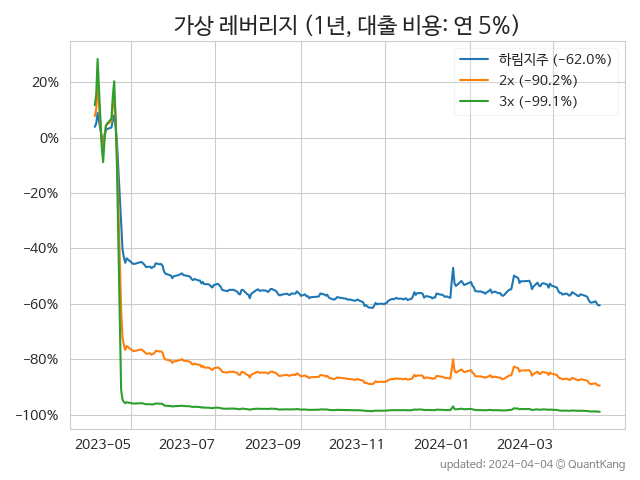 가상 레버리지 (1년, 대출 비용: 연 5%)
하림지주 (−62.0%)
2x (−90.2%)
3x (−99.1%)
20%
0%
−20%
−40%
−60%
−80%
−100%
2023-05 2023-07 2023-09 2023-11 2024-01 2024-03
updated: 2024-04-04 © QuantKang